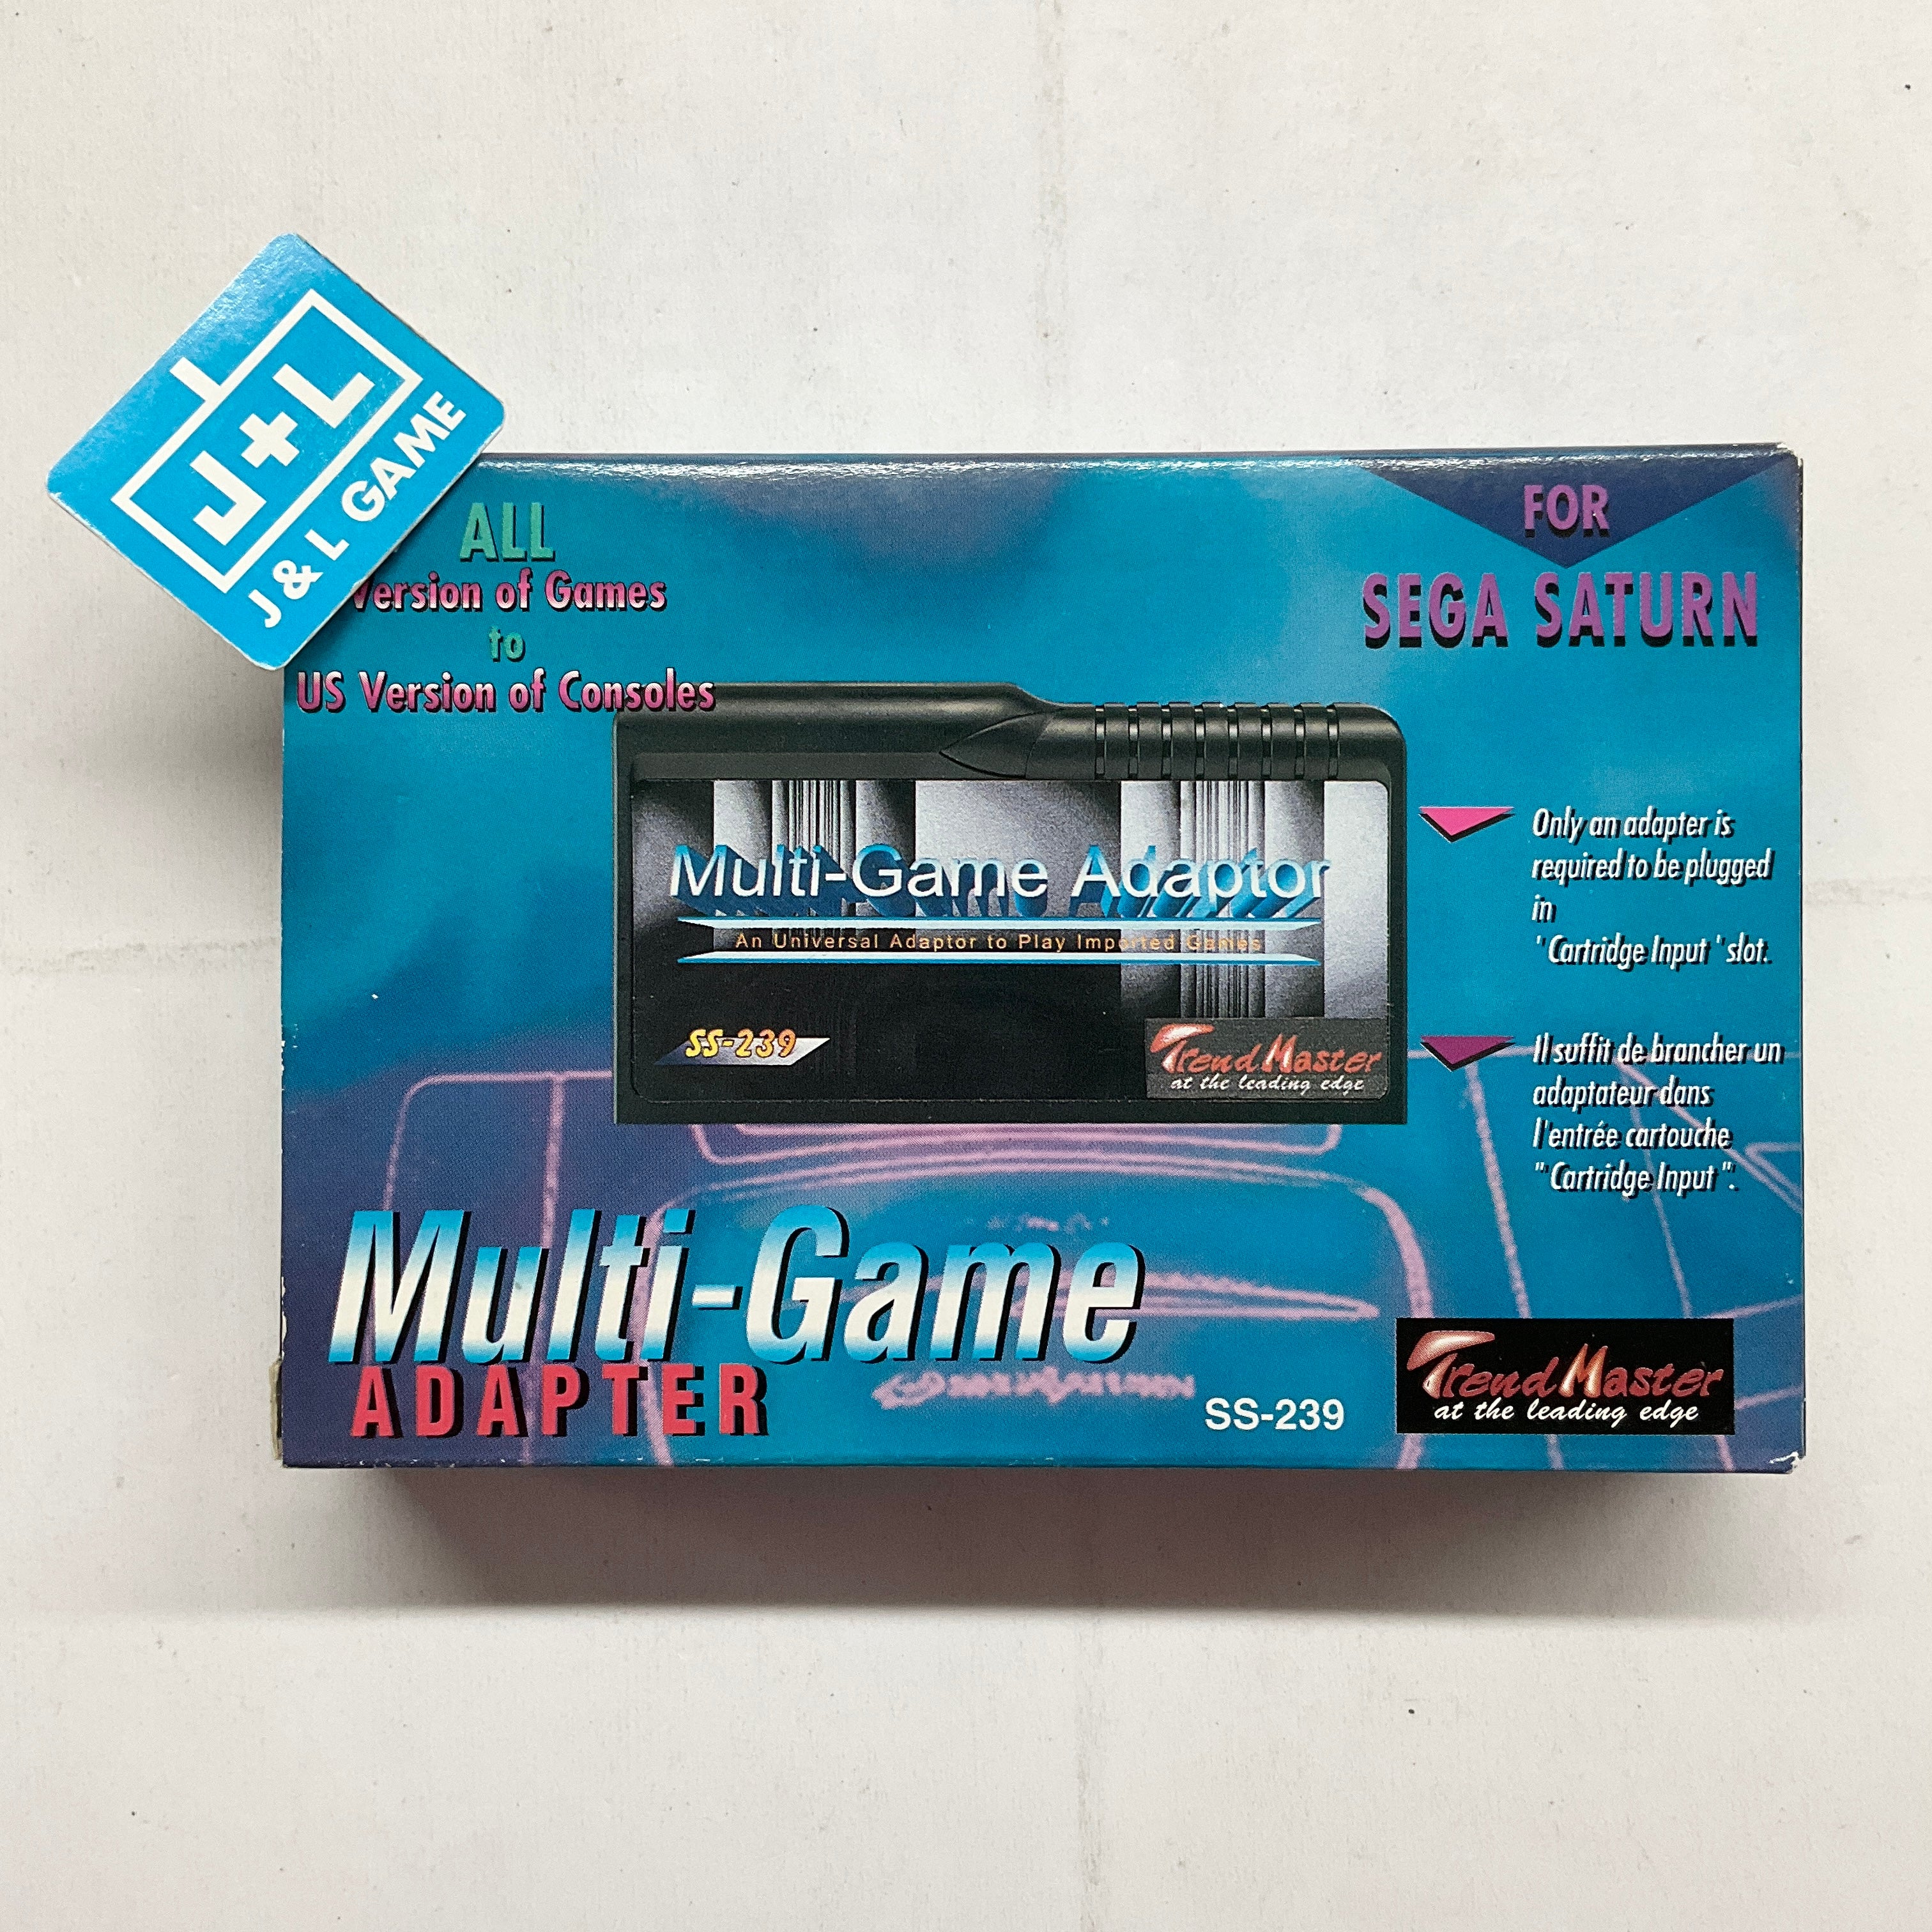 J+L
J & L GAME
ALL
Version of Games
to
US Version of Consoles
FOR
SEGA SATURN
Multi-Game Adaptor
An Universal Adaptor to Play Imported Games
SS-239
TrendMaster
at the leading edge
Only an adapter is
required to be plugged
in
"Cartridge Input" slot.
Il suffit de brancher un
adaptateur dans
l'entrée cartouche
"Cartridge Input".
Multi-Game
ADAPTER
SS-239
TrendMaster
at the leading edge